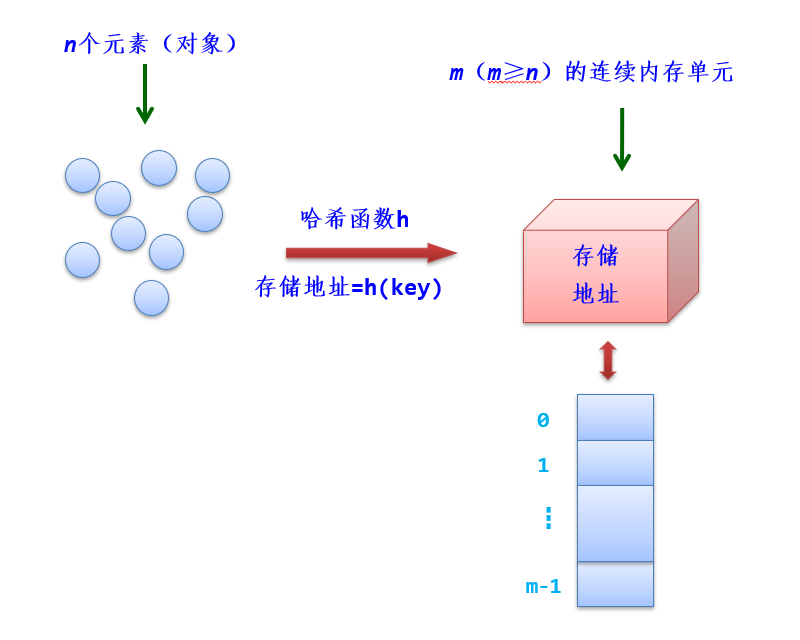 n个元素（对象）
m（m≥n）的连续内存单元
哈希函数h
存储地址=h(key)
存储
地址
0
1
⋮
m-1